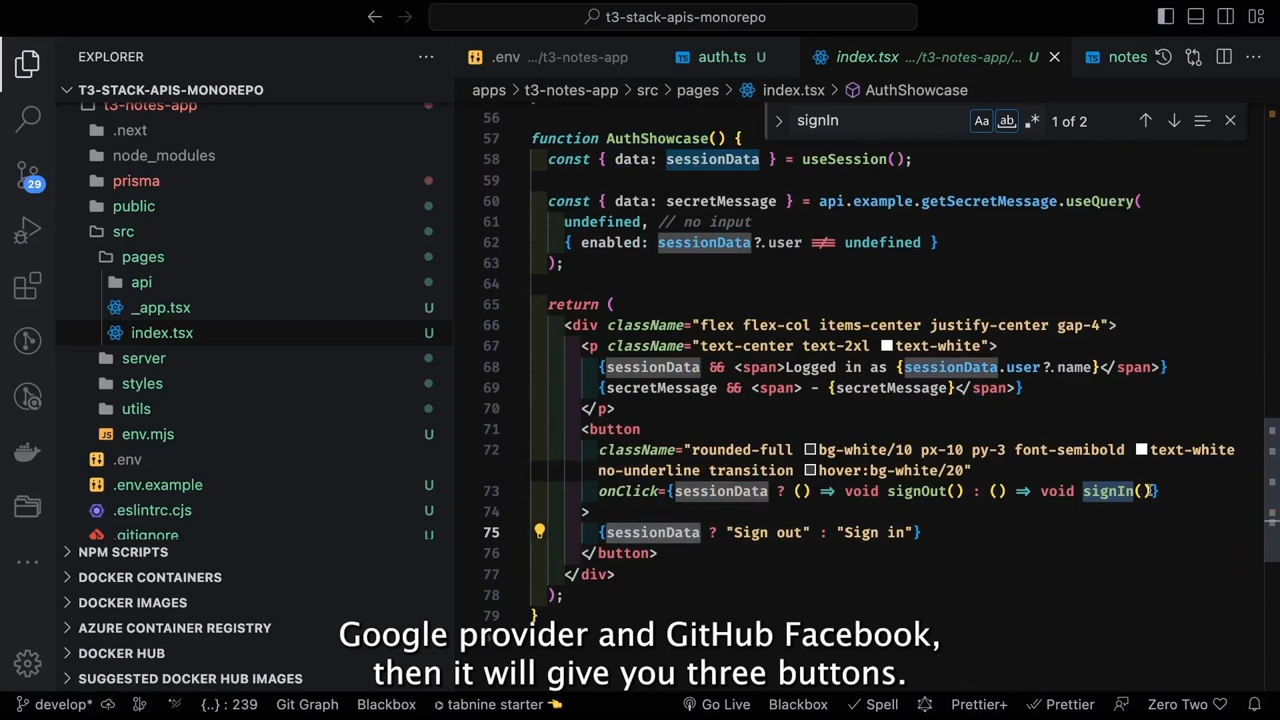 t3-stack-apis-monorepo
EXPLORER
T3-STACK-APIS-MONOREPO
t3-notes-app
.next
node_modules
prisma
public
src
pages
api
_app.tsx U
index.tsx U
server
styles
utils
env.mjs U
.env
.env.example U
.eslintrc.cjs U
.gitignore
NPM SCRIPTS
DOCKER CONTAINERS
DOCKER IMAGES
AZURE CONTAINER REGISTRY
DOCKER HUB
SUGGESTED DOCKER HUB IMAGES
29
.env .../t3-notes-app
auth.ts U
index.tsx .../t3-notes-app/... U
notes
apps > t3-notes-app > src > pages > index.tsx > AuthShowcase
signIn Aa ab 1 of 2
56
57 function AuthShowcase() {
58 const { data: sessionData } = useSession();
59
60 const { data: secretMessage } = api.example.getSecretMessage.useQuery(
61 undefined, // no input
62 { enabled: sessionData?.user !== undefined }
63 );
64
65 return (
66 <div className="flex flex-col items-center justify-center gap-4">
67 <p className="text-center text-2xl text-white">
68 {sessionData && <span>Logged in as {sessionData.user?.name}</span>}
69 {secretMessage && <span> - {secretMessage}</span>}
70 </p>
71 <button
72 className="rounded-full bg-white/10 px-10 py-3 font-semibold text-white
no-underline transition hover:bg-white/20"
73 onClick={sessionData ? () => void signOut() : () => void signIn()}
74 >
75 {sessionData ? "Sign out" : "Sign in"}
76 </button>
77 </div>
78 );
79 }
Google provider and GitHub Facebook,
then it will give you three buttons.
develop* {..} : 239 Git Graph Blackbox tabnine starter Go Live Blackbox Spell Prettier+ Prettier Zero Two